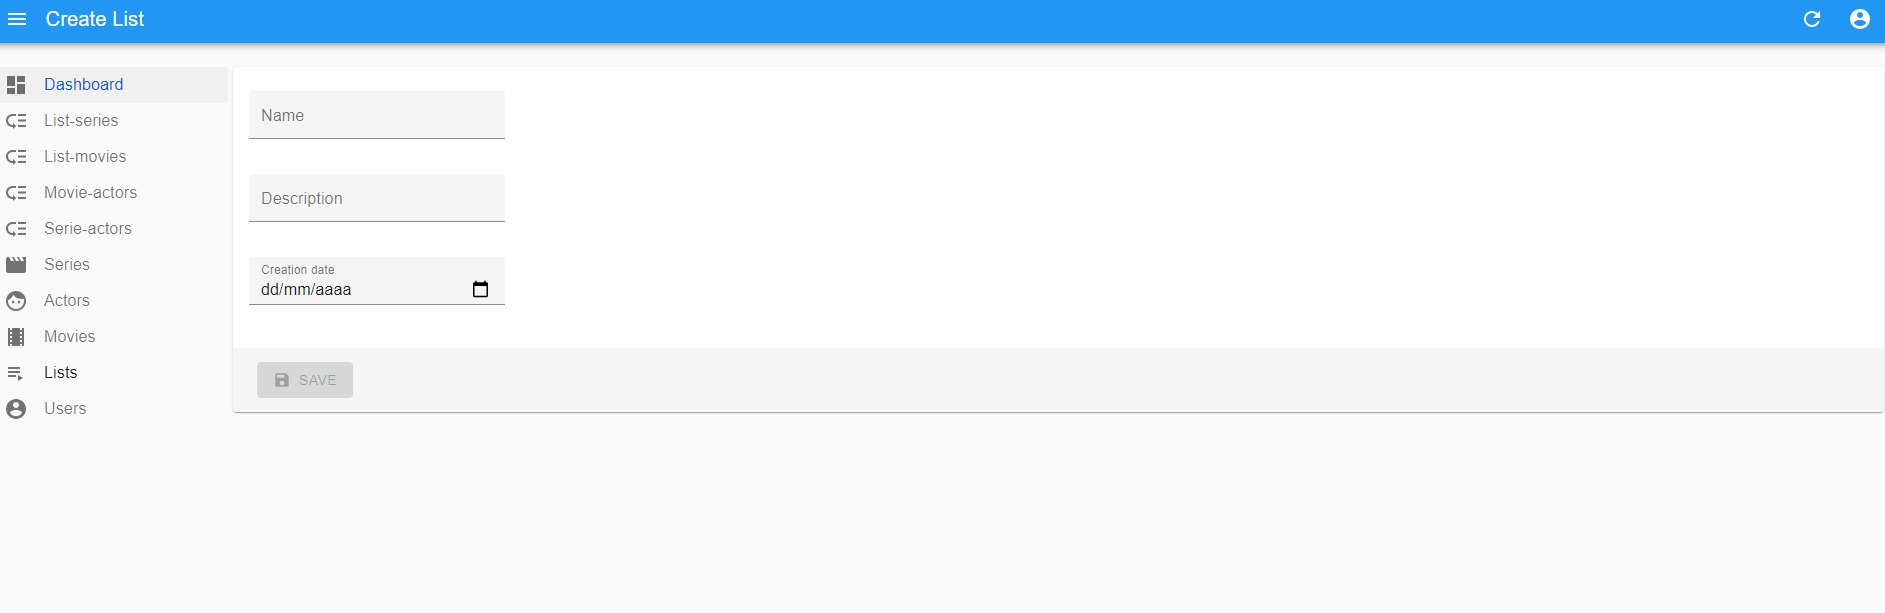 Create List
Dashboard
List-series
List-movies
Movie-actors
Serie-actors
Series
Actors
Movies
Lists
Users
Name
Description
Creation date
dd/mm/aaaa
SAVE